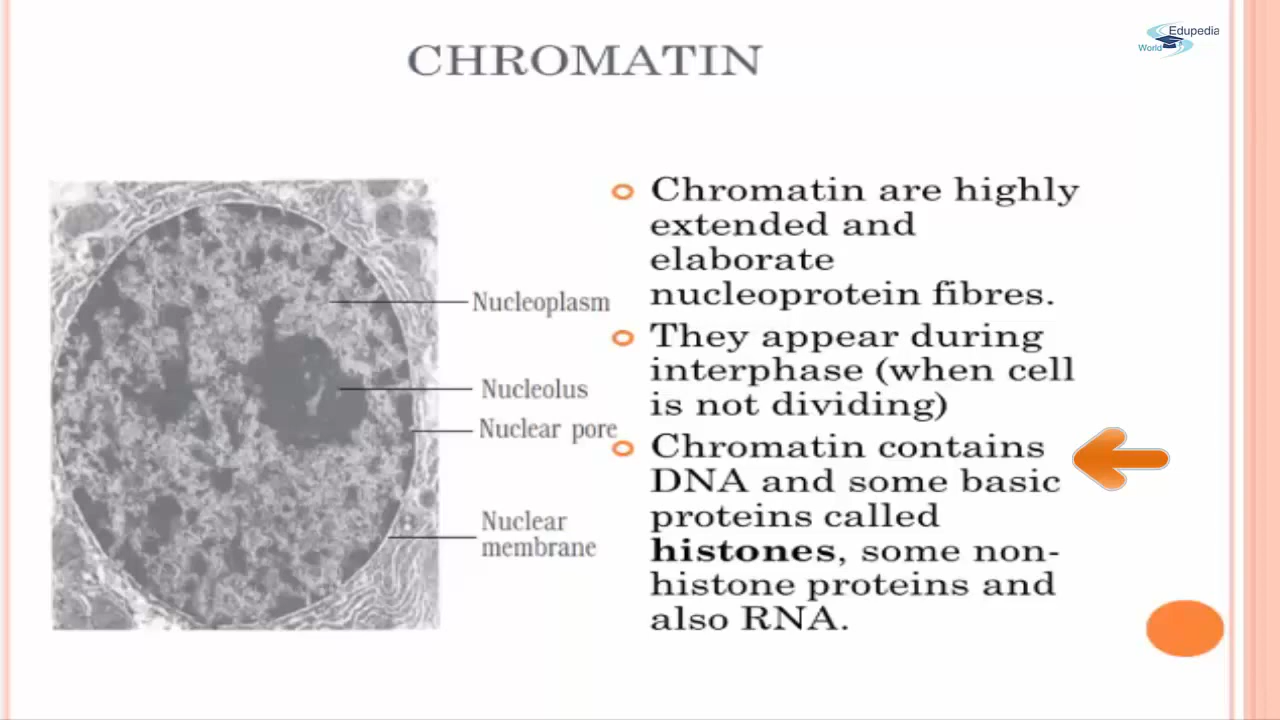 CHROMATIN
Edupedia
World
Nucleoplasm
Nucleolus
Nuclear pore
Nuclear
membrane
Chromatin are highly
extended and
elaborate
nucleoprotein fibres.
They appear during
interphase (when cell
is not dividing)
Chromatin contains
DNA and some basic
proteins called
histones, some non-
histone proteins and
also RNA.